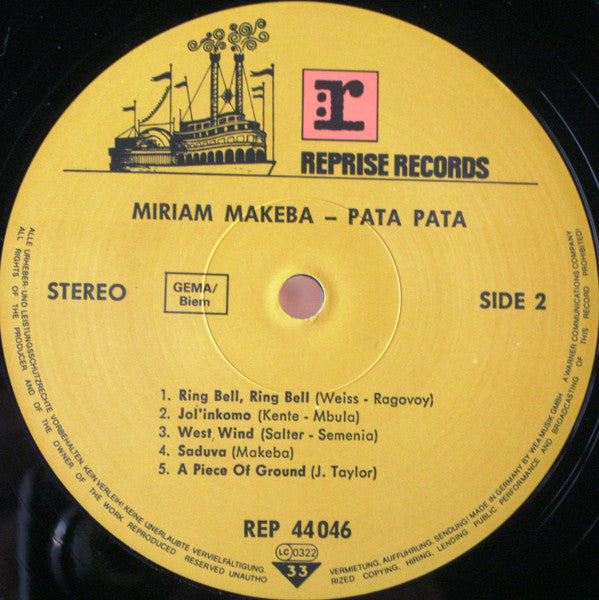 r:
REPRISE RECORDS
MIRIAM MAKEBA – PATA PATA
STEREO
GEMA/
Biem
SIDE 2
1. Ring Bell, Ring Bell (Weiss - Ragovoy)
2. Jol'inkomo (Kente - Mbula)
3. West Wind (Salter - Semenia)
4. Saduva (Makeba)
5. A Piece Of Ground (J. Taylor)
REP 44 046
LC 0322
33
ALLE URHEBER- UND LEISTUNGSSCHUTZRECHTE VORBEHALTEN. KEIN VERLEIH! KEINE UNERLAUBTE VERVIELFÄLTIGUNG, VERMIETUNG, AUFFÜHRUNG, SENDUNG! MADE IN GERMANY BY WEA MUSIK GMBH A WARNER COMMUNICATIONS COMPANY
ALL RIGHTS OF THE PRODUCER AND OF THE OWNER OF THE WORK REPRODUCED RESERVED UNAUTHO RIZED COPYING, HIRING, LENDING, PUBLIC PERFORMANCE AND BROADCASTING OF THIS RECORD PROHIBITED!